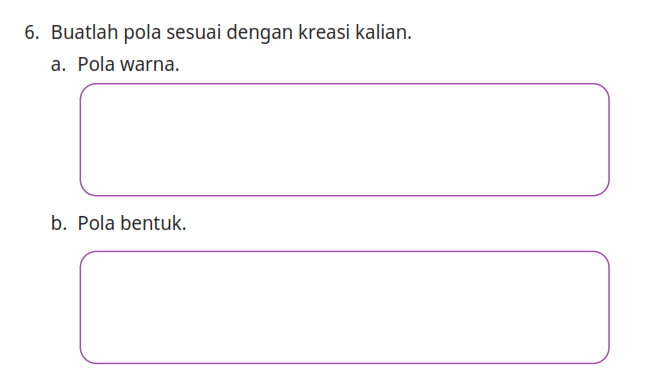 6. Buatlah pola sesuai dengan kreasi kalian.
a. Pola warna.
b. Pola bentuk.